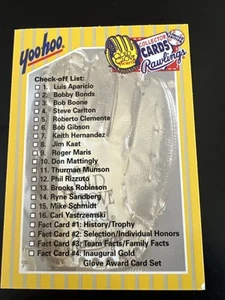 yoo-hoo
COLLECTOR
CARDS
Rawlings
Check-off List:
1. Luis Aparicio
2. Bobby Bonds
3. Bob Boone
4. Steve Carlton
5. Roberto Clemente
6. Bob Gibson
7. Keith Hernandez
8. Jim Kaat
9. Roger Maris
10. Don Mattingly
11. Thurman Munson
12. Phil Rizzuto
13. Brooks Robinson
14. Ryne Sandberg
15. Mike Schmidt
16. Carl Yastrzemski
Fact Card #1: History/Trophy
Fact Card #2: Selection/Individual Honors
Fact Card #3: Team Facts/Family Facts
Fact Card #4: Inaugural Gold
Glove Award Card Set